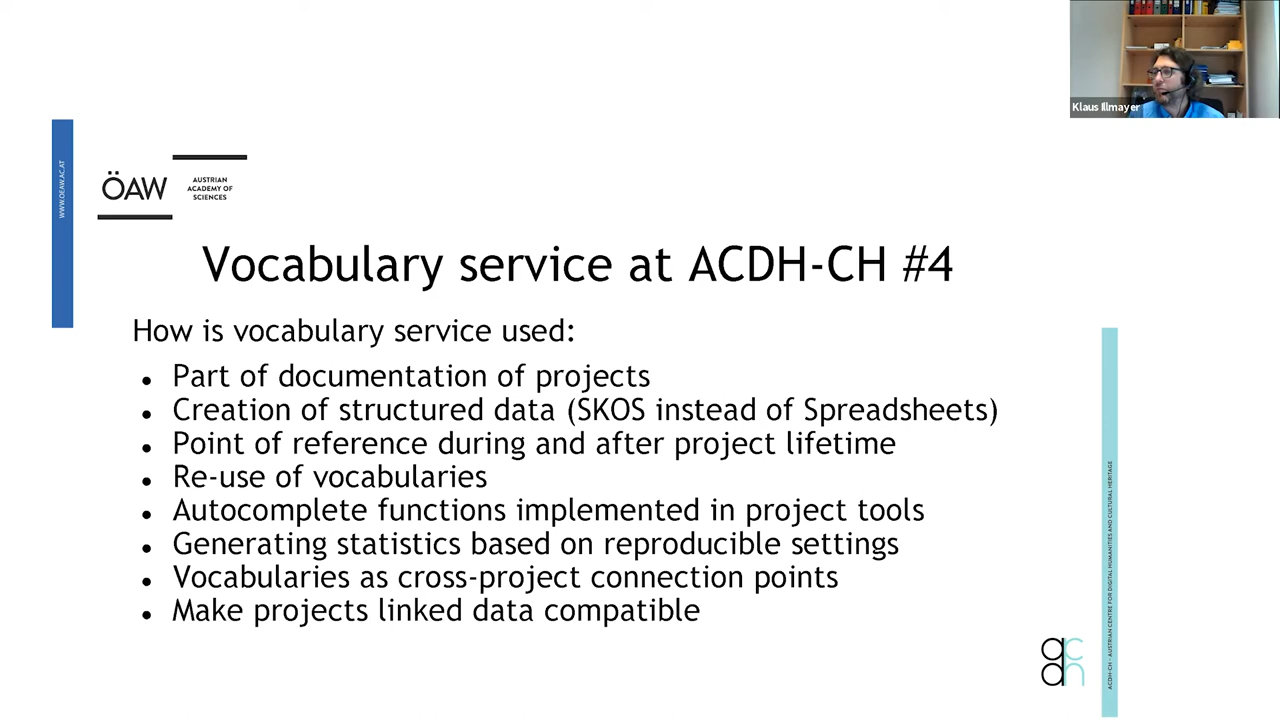 Klaus Illmayer
WWW.OEAW.AC.AT
ÖAW
AUSTRIAN
ACADEMY OF
SCIENCES
Vocabulary service at ACDH-CH #4
How is vocabulary service used:
• Part of documentation of projects
• Creation of structured data (SKOS instead of Spreadsheets)
• Point of reference during and after project lifetime
• Re-use of vocabularies
• Autocomplete functions implemented in project tools
• Generating statistics based on reproducible settings
• Vocabularies as cross-project connection points
• Make projects linked data compatible
ac
dh
ACDH-CH – AUSTRIAN CENTRE FOR DIGITAL HUMANITIES AND CULTURAL HERITAGE